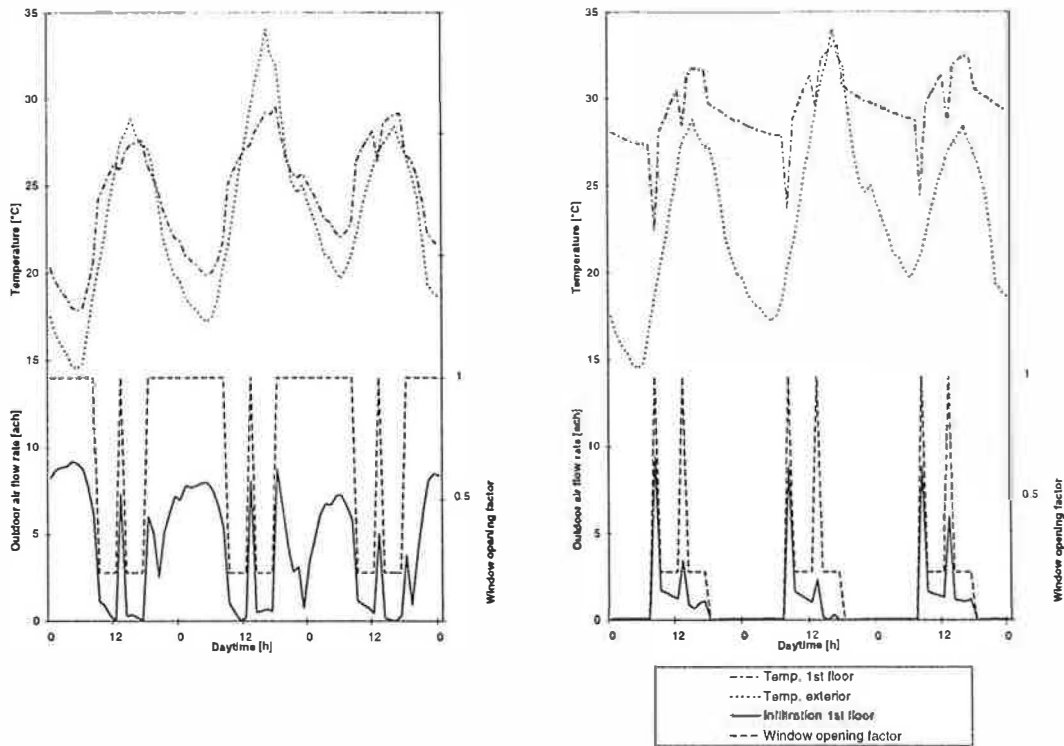 35
30
25
20
15
10
5
0
Temperature [°C]
Outdoor air flow rate [ach]
1
0.5
Window opening factor
0 12 0 12 0 12 0
Daytime [h]
35
30
25
20
15
10
5
0
Temperature [°C]
Outdoor air flow rate [ach]
1
0.5
0
Window opening factor
0 12 0 12 0 12 0
Daytime [h]
Temp, 1st floor
Temp, exterior
Infiltration 1st floor
Window opening factor